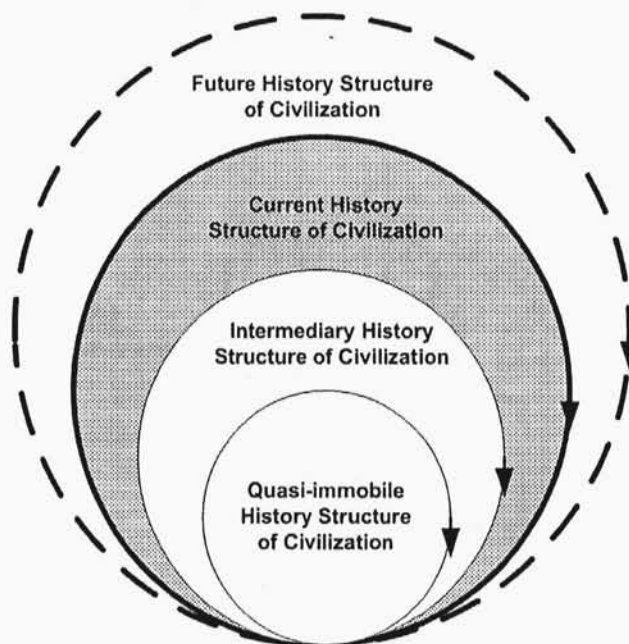 Future History Structure
of Civilization
Current History
Structure of Civilization
Intermediary History
Structure of Civilization
Quasi-immobile
History Structure
of Civilization